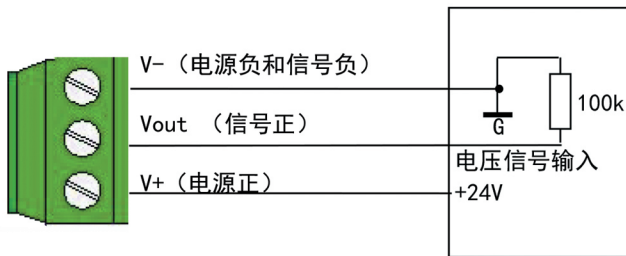 V-（电源负和信号负）
Vout （信号正）
V+（电源正）
G
100k
电压信号输入
+24V